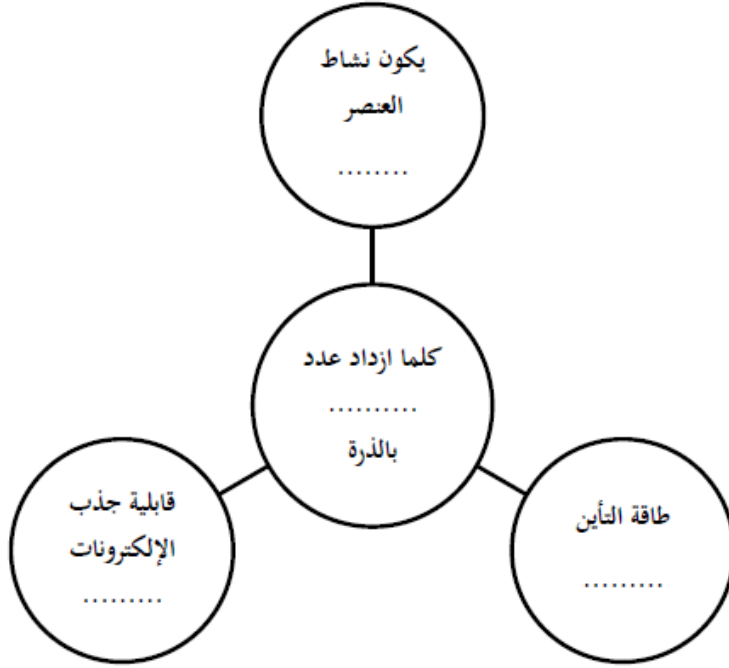 يكون نشاط
العنصر
........
كلما ازداد عدد
..........
بالذرة
قابلية جذب
الإلكترونات
.........
طاقة التأين
.........